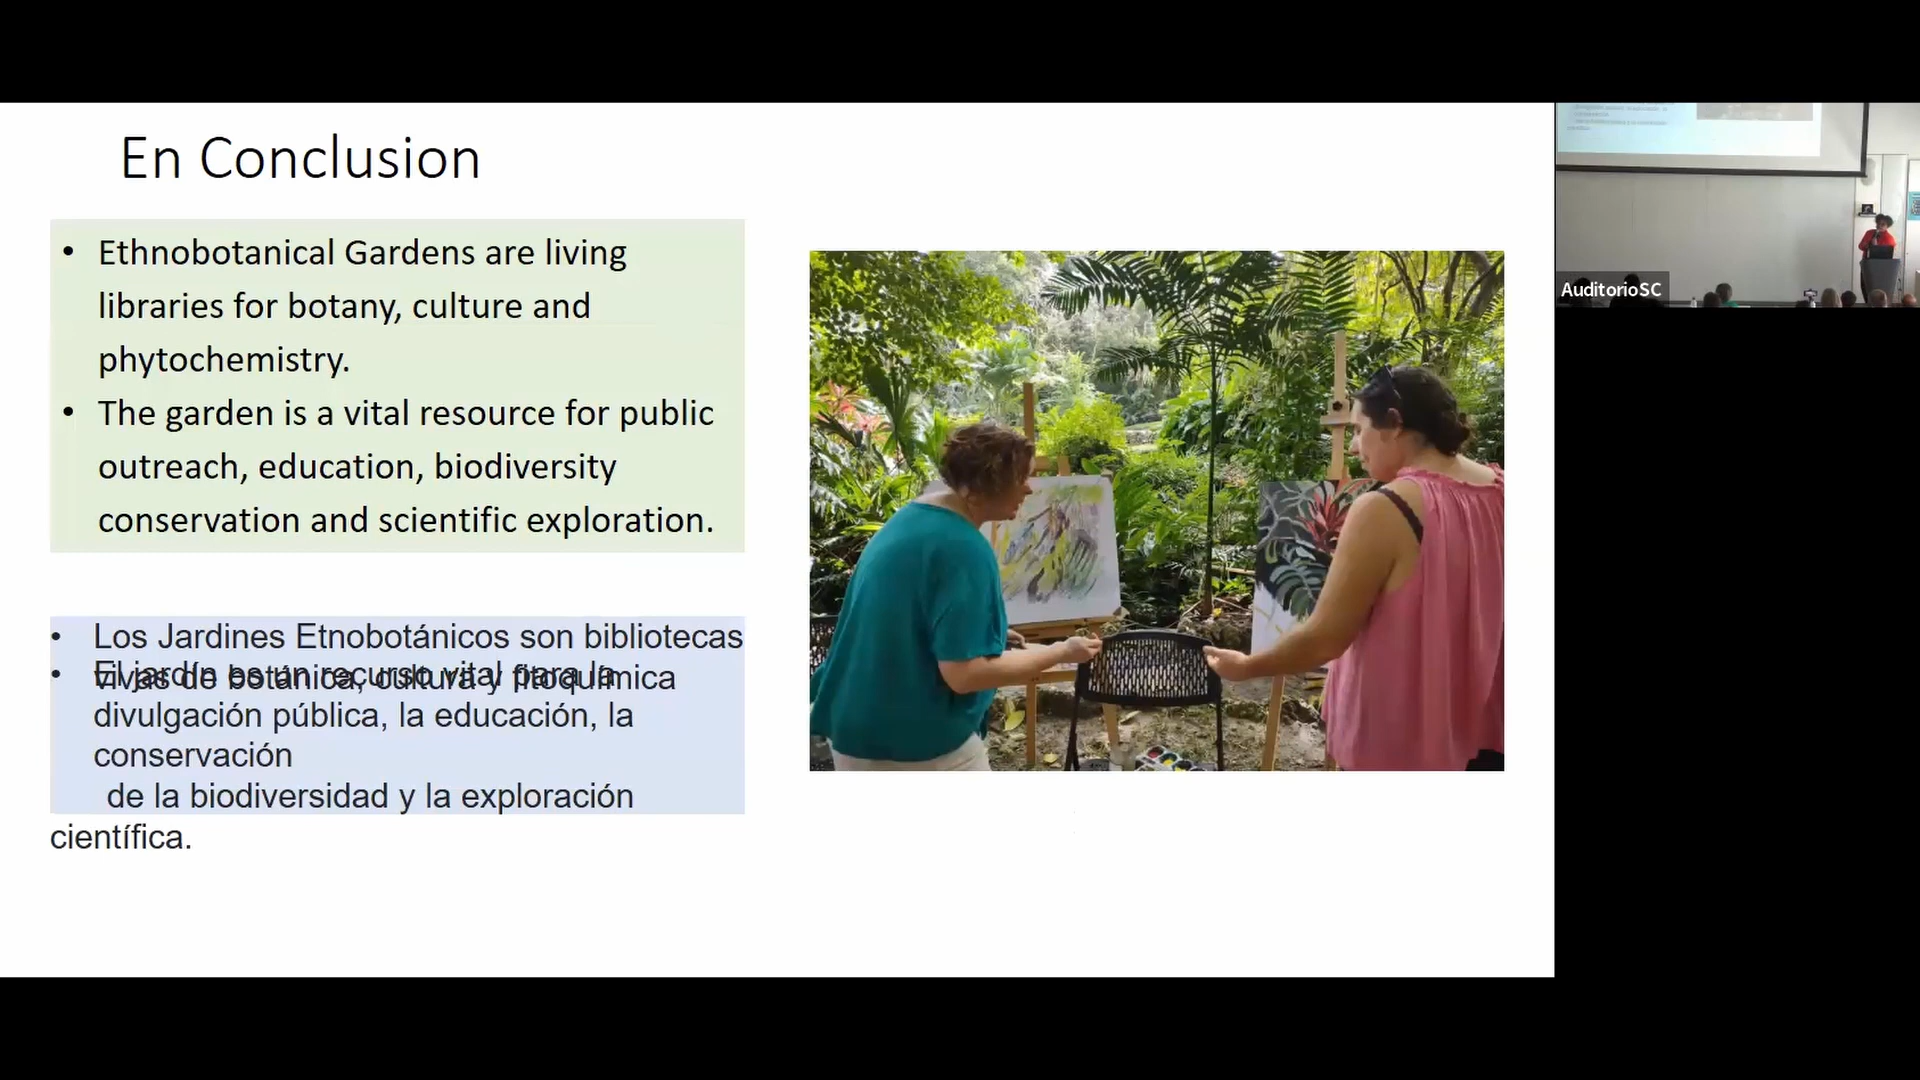 En Conclusion
• Ethnobotanical Gardens are living
libraries for botany, culture and
phytochemistry.
• The garden is a vital resource for public
outreach, education, biodiversity
conservation and scientific exploration.
• Los Jardines Etnobotánicos son bibliotecas
vivas de botánica, cultura y fitoquímica
• El jardín es un recurso vital para la
divulgación pública, la educación, la
conservación
de la biodiversidad y la exploración
científica.
AuditorioSC